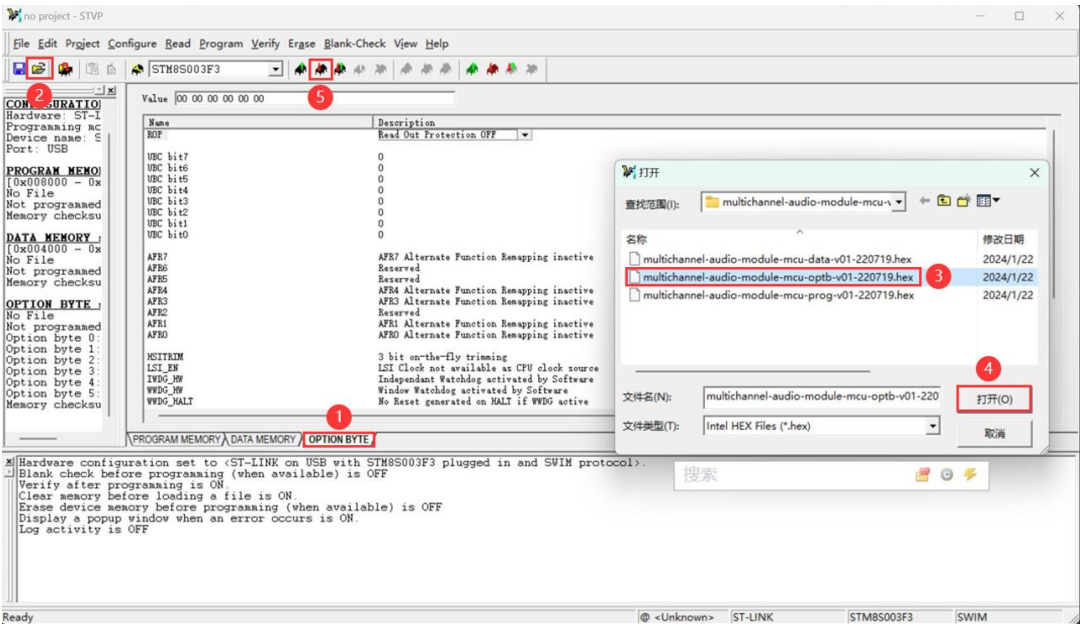 no project - STVP
File Edit Project Configure Read Program Verify Erase Blank-Check View Help
STM8S003F3
2
5
CONFIGURATIO
Hardware: ST-L
Programming mo
Device name: S
Port: USB
PROGRAM MEMO
[0x008000 - 0x
No File
Not programmed
Memory checksu
DATA MEMORY :
[0x004000 - 0x
No File
Not programmed
Memory checksu
OPTION BYTE :
No File
Not programmed
Option byte 0:
Option byte 1:
Option byte 2:
Option byte 3:
Option byte 4:
Option byte 5:
Memory checksu
Value 00 00 00 00 00 00
Name Description
ROP Read Out Protection OFF
UBC bit7 0
UBC bit6 0
UBC bit5 0
UBC bit4 0
UBC bit3 0
UBC bit2 0
UBC bit1 0
UBC bit0 0
AFR7 AFR7 Alternate Function Remapping inactive
AFR6 Reserved
AFR5 Reserved
AFR4 AFR4 Alternate Function Remapping inactive
AFR3 AFR3 Alternate Function Remapping inactive
AFR2 Reserved
AFR1 AFR1 Alternate Function Remapping inactive
AFR0 AFR0 Alternate Function Remapping inactive
HSITRIM 3 bit on-the-fly trimming
LSI_EN LSI Clock not available as CPU clock source
IWDG_HW Independant Watchdog activated by Software
WWDG_HW Window Watchdog activated by Software
WWDG_HALT No Reset generated on HALT if WWDG active
1
PROGRAM MEMORY DATA MEMORY OPTION BYTE
打开
查找范围(I): multichannel-audio-module-mcu-v
名称 修改日期
multichannel-audio-module-mcu-data-v01-220719.hex 2024/1/22
multichannel-audio-module-mcu-optb-v01-220719.hex 3 2024/1/22
multichannel-audio-module-mcu-prog-v01-220719.hex 2024/1/22
4
文件名(N): multichannel-audio-module-mcu-optb-v01-220 打开(O)
文件类型(T): Intel HEX Files (*.hex) 取消
搜索
Hardware configuration set to <ST-LINK on USB with STM8S003F3 plugged in and SWIM protocol>.
Blank check before programming (when available) is OFF
Verify after programming is ON.
Clear memory before loading a file is ON.
Erase device memory before programming (when available) is OFF
Display a popup window when an error occurs is ON.
Log activity is OFF
Ready @ <Unknown> ST-LINK STM8S003F3 SWIM